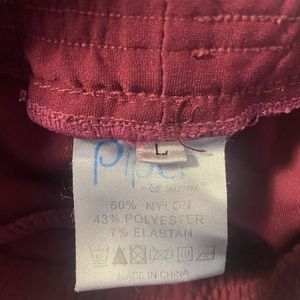 L
Piper
50% NYLON
43% POLYESTER
7% ELASTAN
MADE IN CHINA